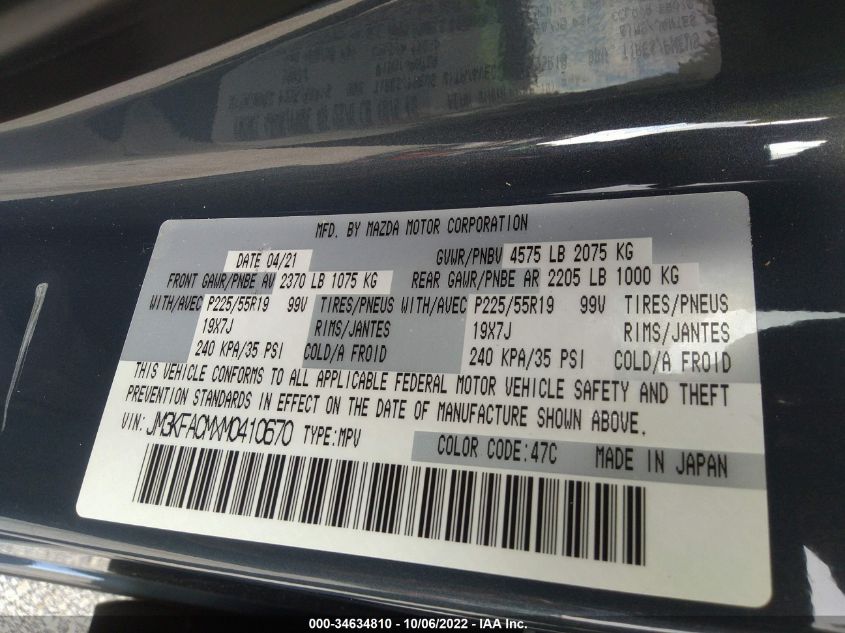 MFD. BY MAZDA MOTOR CORPORATION
DATE 04/21 GVWR/PNBV 4575 LB 2075 KG
FRONT GAWR/PNBE AV 2370 LB 1075 KG REAR GAWR/PNBE AR 2205 LB 1000 KG
WITH/AVEC P225/55R19 99V TIRES/PNEUS WITH/AVEC P225/55R19 99V TIRES/PNEUS
19X7J RIMS/JANTES 19X7J RIMS/JANTES
240 KPA/35 PSI COLD/A FROID 240 KPA/35 PSI COLD/A FROID
THIS VEHICLE CONFORMS TO ALL APPLICABLE FEDERAL MOTOR VEHICLE SAFETY AND THEFT
PREVENTION STANDARDS IN EFFECT ON THE DATE OF MANUFACTURE SHOWN ABOVE.
VIN: JM3KFACMXM0410670 TYPE:MPV
COLOR CODE:47C MADE IN JAPAN
000-34634810 - 10/06/2022 - IAA Inc.